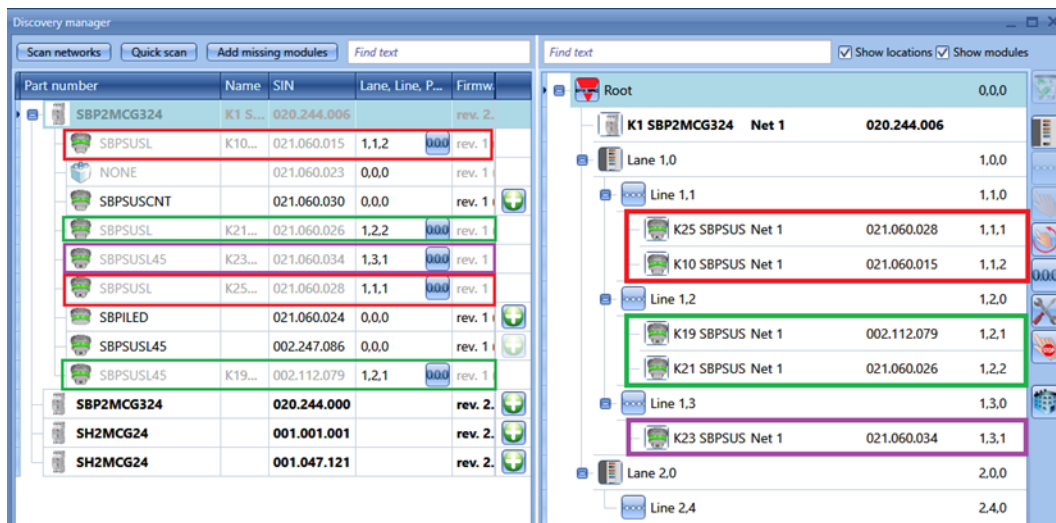 Discovery manager
Scan networks Quick scan Add missing modules Find text
Part number Name SIN Lane, Line, P... Firmw.
SBP2MCG324 K1 S... 020.244.006 rev. 2.
SBPSUSL K10... 021.060.015 1,1,2 0.0.0 rev. 1
NONE 021.060.023 0,0,0 rev. 1
SBPSUSCNT 021.060.030 0,0,0 rev. 1
SBPSUSL K21... 021.060.026 1,2,2 0.0.0 rev. 1
SBPSUSL45 K23... 021.060.034 1,3,1 0.0.0 rev. 1
SBPSUSL K25... 021.060.028 1,1,1 0.0.0 rev. 1
SBPILED 021.060.024 0,0,0 rev. 1
SBPSUSL45 002.247.086 0,0,0 rev. 1
SBPSUSL45 K19... 002.112.079 1,2,1 0.0.0 rev. 1
SBP2MCG324 020.244.000 rev. 2.
SH2MCG24 001.001.001 rev. 2.
SH2MCG24 001.047.121 rev. 2.
Find text Show locations Show modules
Root 0,0,0
K1 SBP2MCG324 Net 1 020.244.006
Lane 1,0 1,0,0
Line 1,1 1,1,0
K25 SBPSUS Net 1 021.060.028 1,1,1
K10 SBPSUS Net 1 021.060.015 1,1,2
Line 1,2 1,2,0
K19 SBPSUS Net 1 002.112.079 1,2,1
K21 SBPSUS Net 1 021.060.026 1,2,2
Line 1,3 1,3,0
K23 SBPSUS Net 1 021.060.034 1,3,1
Lane 2,0 2,0,0
Line 2,4 2,4,0
0.0.0